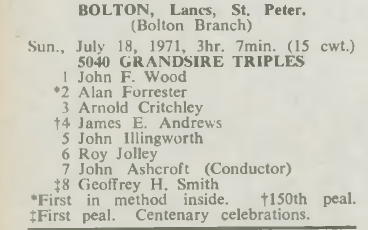 BOLTON, Lancs, St. Peter.
(Bolton Branch)
Sun., July 18, 1971, 3hr. 7min. (15 cwt.)
5040 GRANDSIRE TRIPLES
1 John F. Wood
*2 Alan Forrester
3 Arnold Critchley
†4 James E. Andrews
5 John Illingworth
6 Roy Jolley
7 John Ashcroft (Conductor)
‡8 Geoffrey H. Smith
*First in method inside. †150th peal.
‡First peal. Centenary celebrations.